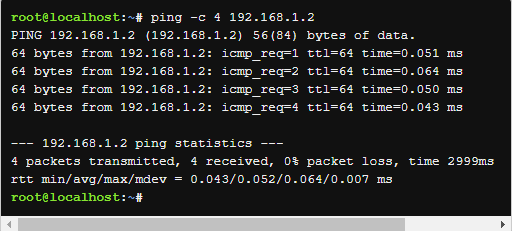 root@localhost:~# ping -c 4 192.168.1.2
PING 192.168.1.2 (192.168.1.2) 56(84) bytes of data.
64 bytes from 192.168.1.2: icmp_req=1 ttl=64 time=0.051 ms
64 bytes from 192.168.1.2: icmp_req=2 ttl=64 time=0.064 ms
64 bytes from 192.168.1.2: icmp_req=3 ttl=64 time=0.050 ms
64 bytes from 192.168.1.2: icmp_req=4 ttl=64 time=0.043 ms

--- 192.168.1.2 ping statistics ---
4 packets transmitted, 4 received, 0% packet loss, time 2999ms
rtt min/avg/max/mdev = 0.043/0.052/0.064/0.007 ms
root@localhost:~#